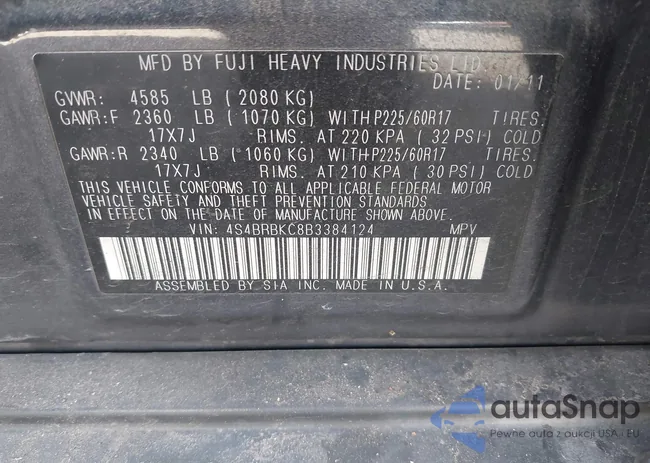 MFD BY FUJI HEAVY INDUSTRIES LTD.
DATE: 01/11
GVWR: 4585 LB ( 2080 KG)
GAWR:F 2360 LB ( 1070 KG) WITHP225/60R17 TIRES.
17X7J RIMS. AT 220 KPA ( 32 PSI) COLD
GAWR:R 2340 LB ( 1060 KG) WITHP225/60R17 TIRES.
17X7J RIMS. AT 210 KPA ( 30 PSI) COLD
THIS VEHICLE CONFORMS TO ALL APPLICABLE FEDERAL MOTOR
VEHICLE SAFETY AND THEFT PREVENTION STANDARDS
IN EFFECT ON THE DATE OF MANUFACTURE SHOWN ABOVE.
VIN: 4S4BRBKC8B3384124 MPV
ASSEMBLED BY SIA INC. MADE IN U.S.A.
autoSnap
Pewne auta z aukcji USA i EU